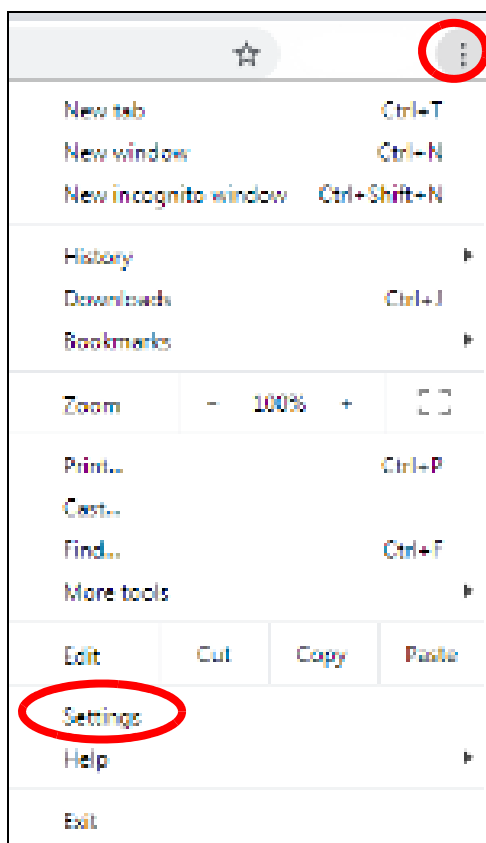 New tab Ctrl+T
New window Ctrl+N
New incognito window Ctrl+Shift+N
History
Downloads Ctrl+J
Bookmarks
Zoom - 100% +
Print... Ctrl+P
Cast...
Find... Ctrl+F
More tools
Edit Cut Copy Paste
Settings
Help
Exit